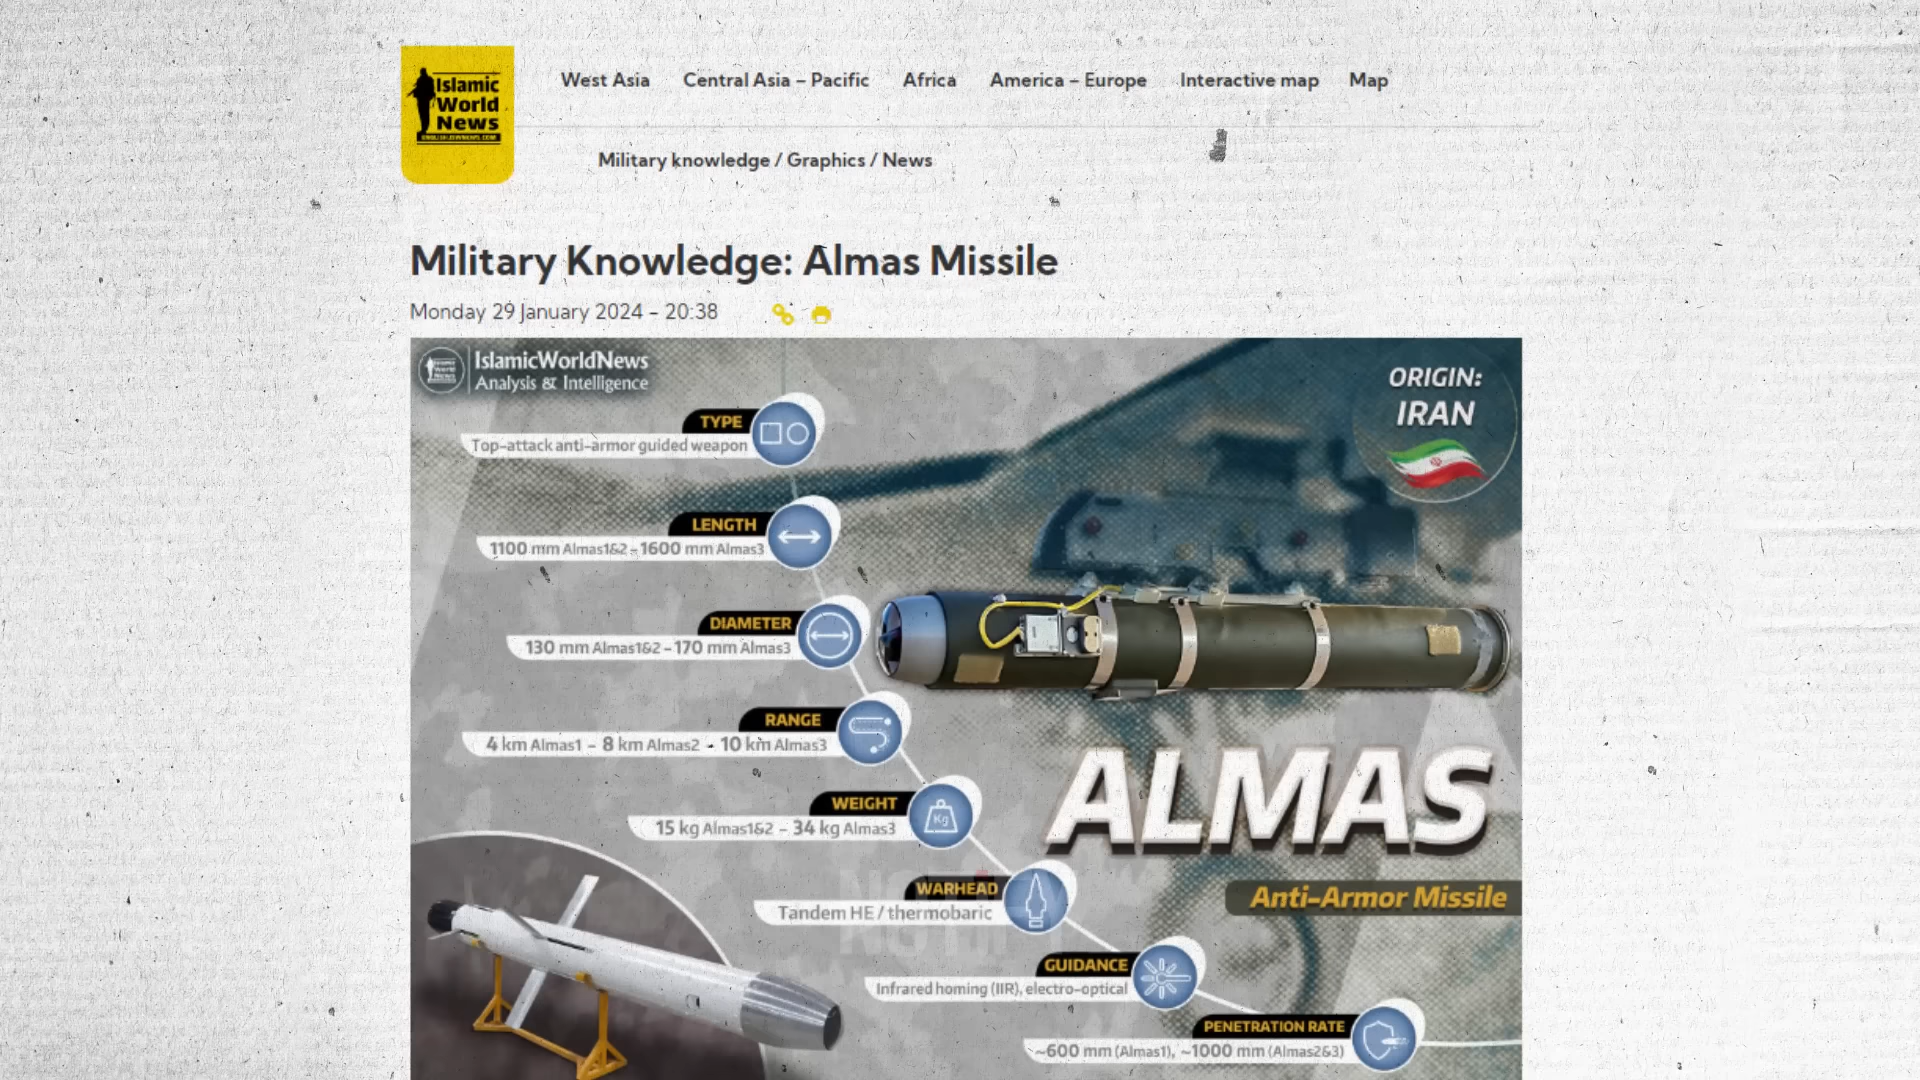 Islamic
World
News
ENGLISH.ISWNEWS.COM
West Asia
Central Asia – Pacific
Africa
America – Europe
Interactive map
Map
Military knowledge / Graphics / News
Military Knowledge: Almas Missile
Monday 29 January 2024 - 20:38
IslamicWorldNews
Analysis & Intelligence
ORIGIN:
IRAN
TYPE
Top-attack anti-armor guided weapon
LENGTH
1100 mm Almas1&2 - 1600 mm Almas3
DIAMETER
130 mm Almas1&2 - 170 mm Almas3
RANGE
4 km Almas1 - 8 km Almas2 - 10 km Almas3
WEIGHT
Kg
15 kg Almas1&2 - 34 kg Almas3
ALMAS
Anti-Armor Missile
WARHEAD
Tandem HE / thermobaric
GUIDANCE
Infrared homing (IIR), electro-optical
PENETRATION RATE
~600 mm (Almas1), ~1000 mm (Almas2&3)